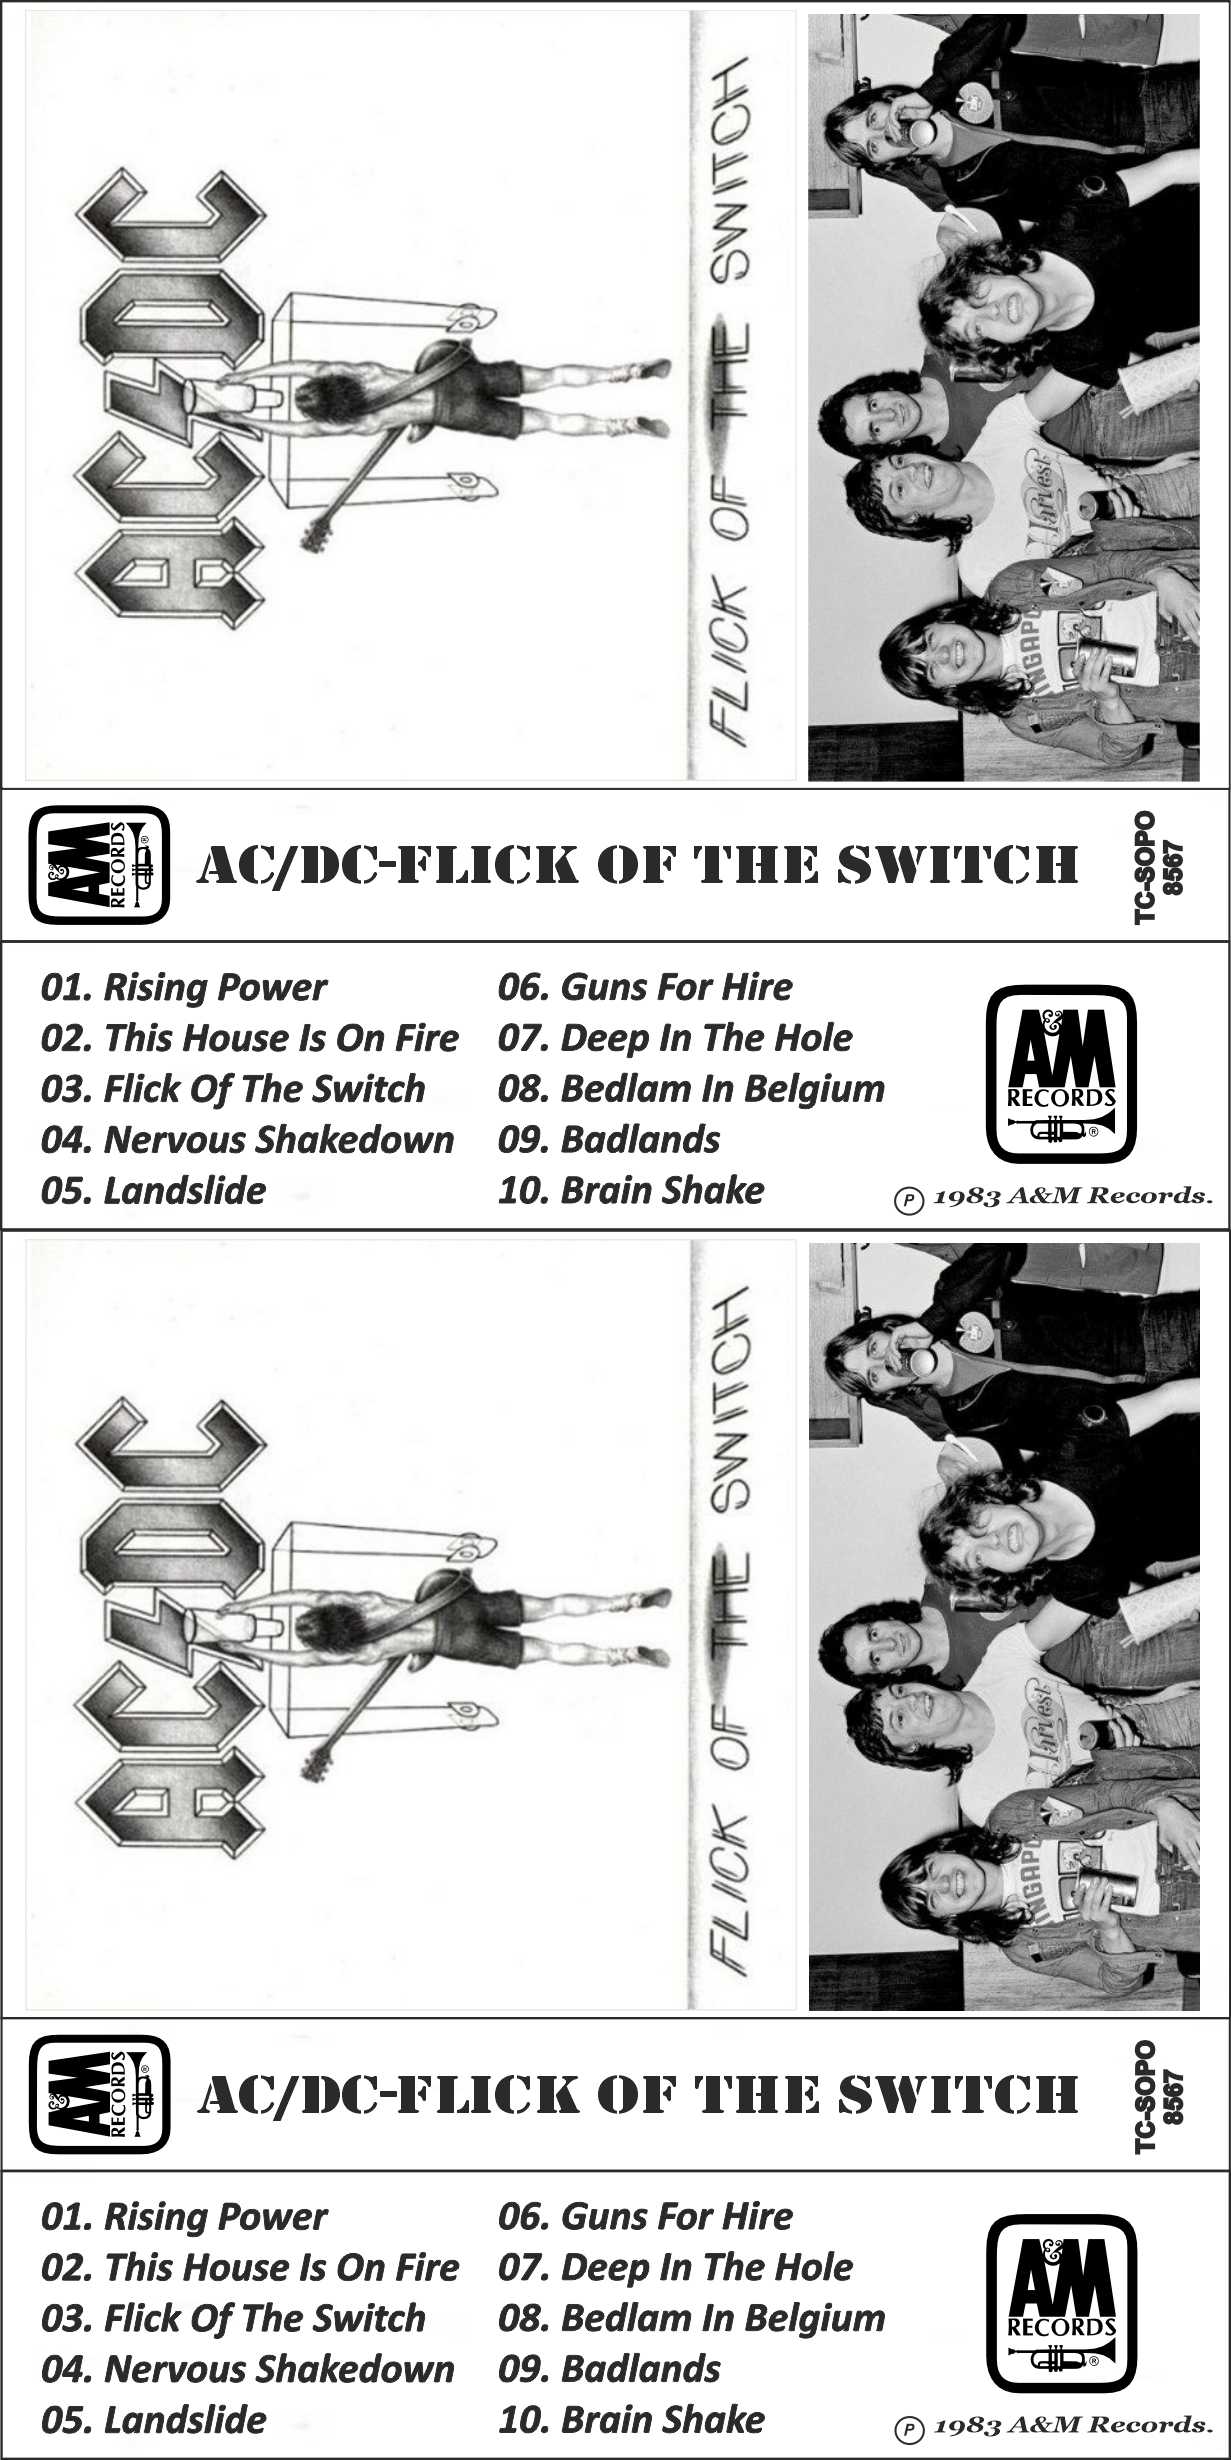 AC/DC
FLICK OF THE SWITCH
Harvest
INGAPO
A&M
RECORDS
®
AC/DC-FLICK OF THE SWITCH
TC-SOPO
8567
01. Rising Power
02. This House Is On Fire
03. Flick Of The Switch
04. Nervous Shakedown
05. Landslide
06. Guns For Hire
07. Deep In The Hole
08. Bedlam In Belgium
09. Badlands
10. Brain Shake
A&M
RECORDS
®
℗ 1983 A&M Records.
AC/DC
FLICK OF THE SWITCH
Harvest
INGAPO
A&M
RECORDS
®
AC/DC-FLICK OF THE SWITCH
TC-SOPO
8567
01. Rising Power
02. This House Is On Fire
03. Flick Of The Switch
04. Nervous Shakedown
05. Landslide
06. Guns For Hire
07. Deep In The Hole
08. Bedlam In Belgium
09. Badlands
10. Brain Shake
A&M
RECORDS
®
℗ 1983 A&M Records.